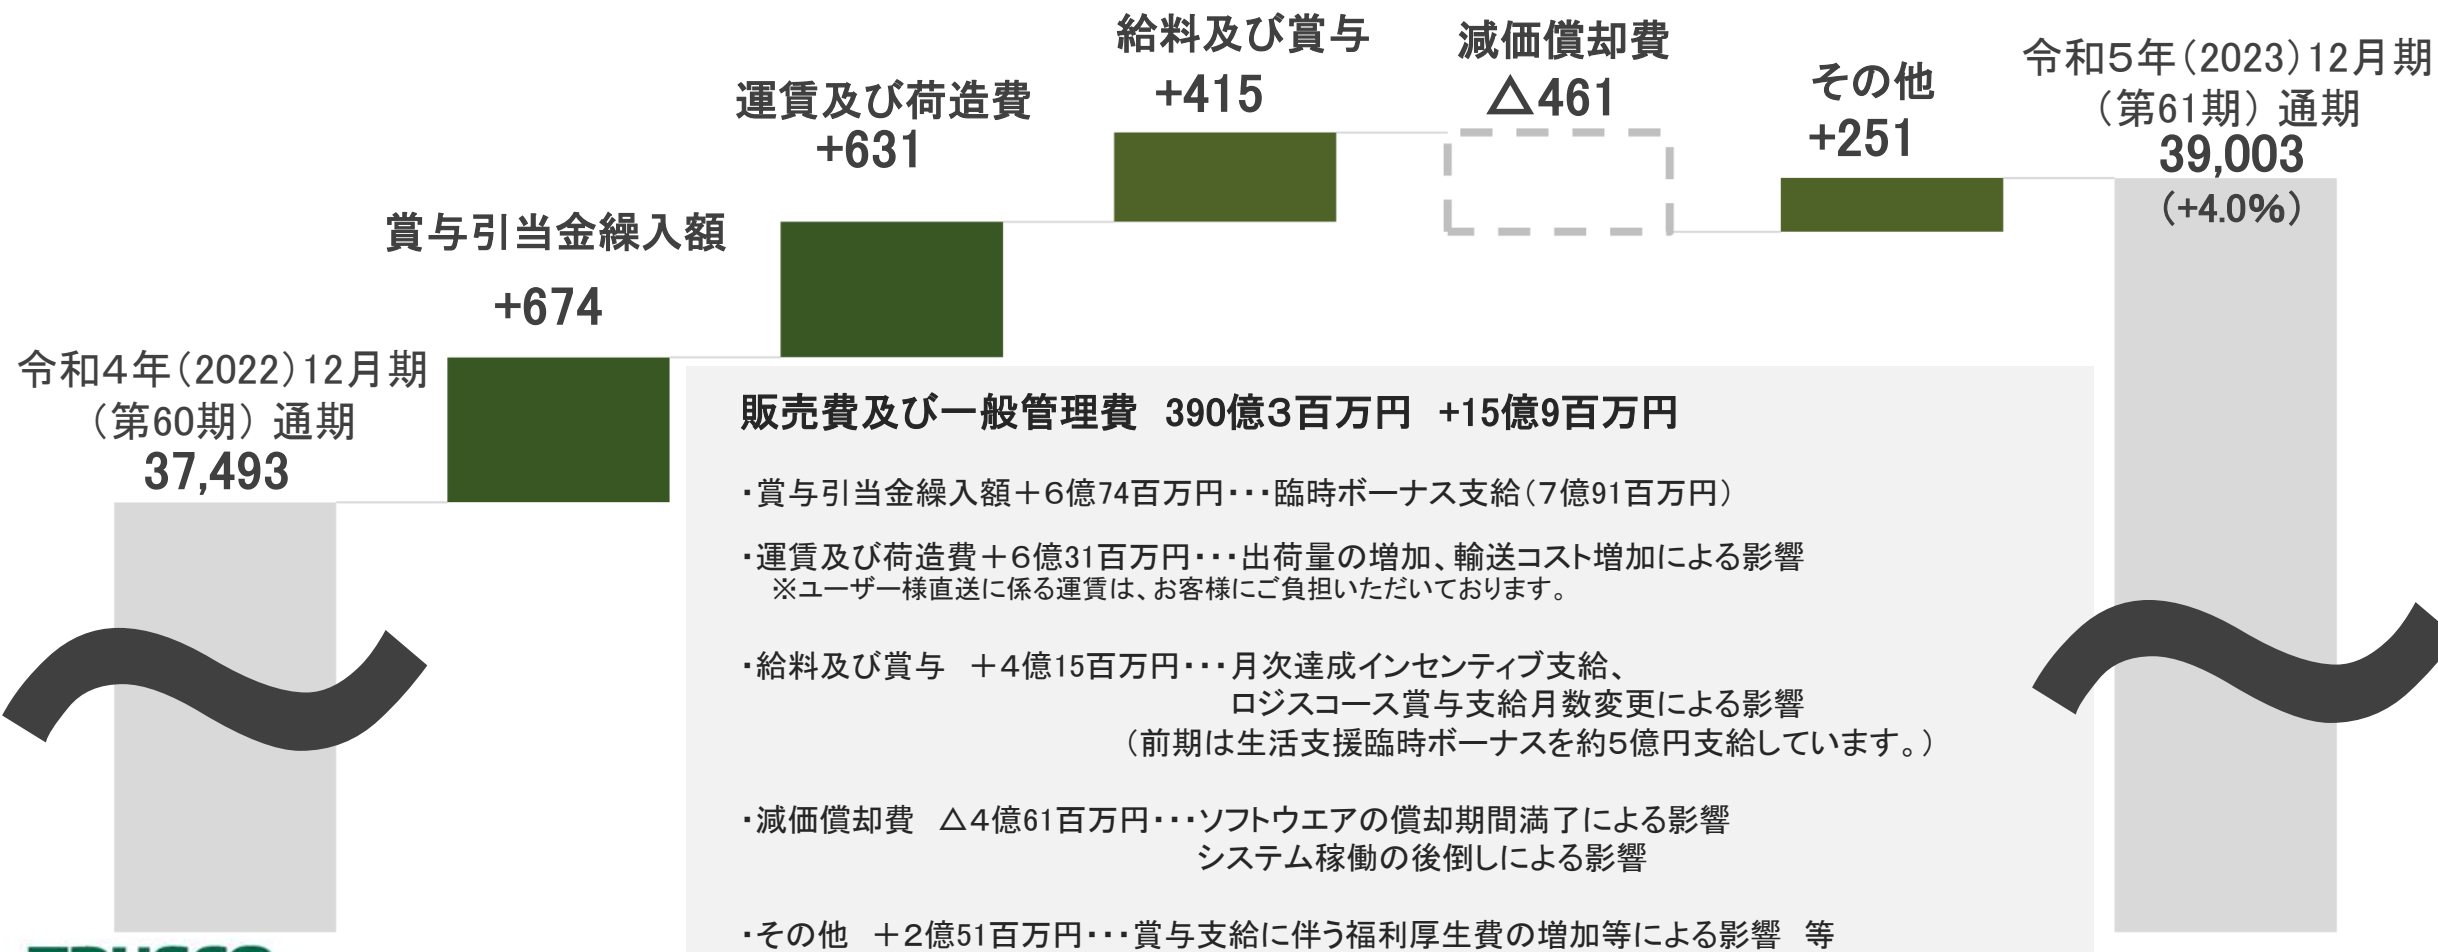 給料及び賞与
+415
減価償却費
△461
その他
+251
令和5年(2023)12月期
(第61期) 通期
39,003
(+4.0%)
運賃及び荷造費
+631
賞与引当金繰入額
+674
令和4年(2022)12月期
(第60期) 通期
37,493
販売費及び一般管理費 390億3百万円 +15億9百万円
・賞与引当金繰入額+6億74百万円・・・臨時ボーナス支給(7億91百万円)
・運賃及び荷造費+6億31百万円・・・出荷量の増加、輸送コスト増加による影響
※ユーザー様直送に係る運賃は、お客様にご負担いただいております。
・給料及び賞与 +4億15百万円・・・月次達成インセンティブ支給、
ロジスコース賞与支給月数変更による影響
(前期は生活支援臨時ボーナスを約5億円支給しています。)
・減価償却費 △4億61百万円・・・ソフトウエアの償却期間満了による影響
システム稼働の後倒しによる影響
・その他 +2億51百万円・・・賞与支給に伴う福利厚生費の増加等による影響 等